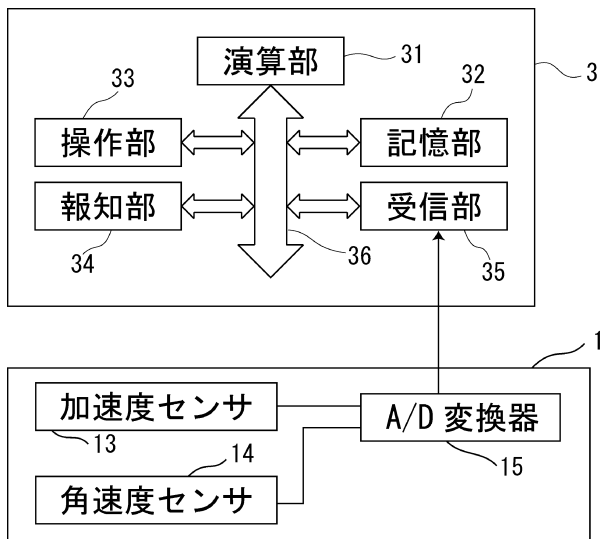 演算部
31
3
33
32
操作部
記憶部
報知部
受信部
34
36
35
1
加速度センサ
A/D 変換器
13
14
15
角速度センサ